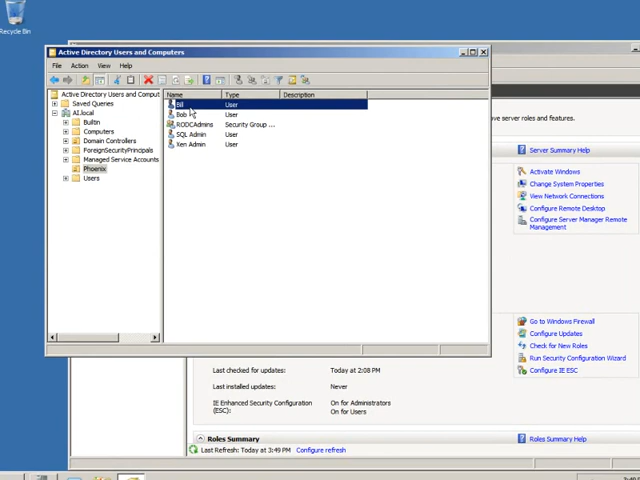 Recycle Bin
Active Directory Users and Computers
File Action View Help
Active Directory Users and Comput
Saved Queries
AI.local
Builtin
Computers
Domain Controllers
ForeignSecurityPrincipals
Managed Service Accounts
Phoenix
Users
Name Type Description
Bill User
Bob User
RODCAdmins Security Group ...
SQL Admin User
Xen Admin User
ve server roles and features.
Server Summary Help
Activate Windows
Change System Properties
View Network Connections
Configure Remote Desktop
Configure Server Manager Remote
Management
Go to Windows Firewall
Configure Updates
Check for New Roles
Run Security Configuration Wizard
Configure IE ESC
Last checked for updates: Today at 2:08 PM
Last installed updates: Never
IE Enhanced Security Configuration On for Administrators
(ESC): On for Users
Roles Summary Roles Summary Help
Last Refresh: Today at 3:49 PM Configure refresh